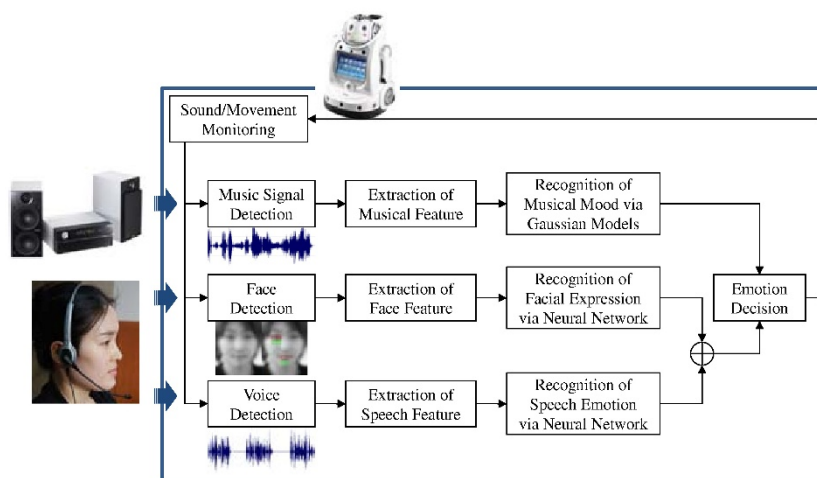 Sound/Movement
Monitoring
Music Signal
Detection
Extraction of
Musical Feature
Recognition of
Musical Mood via
Gaussian Models
Face
Detection
Extraction of
Face Feature
Recognition of
Facial Expression
via Neural Network
Emotion
Decision
Voice
Detection
Extraction of
Speech Feature
Recognition of
Speech Emotion
via Neural Network